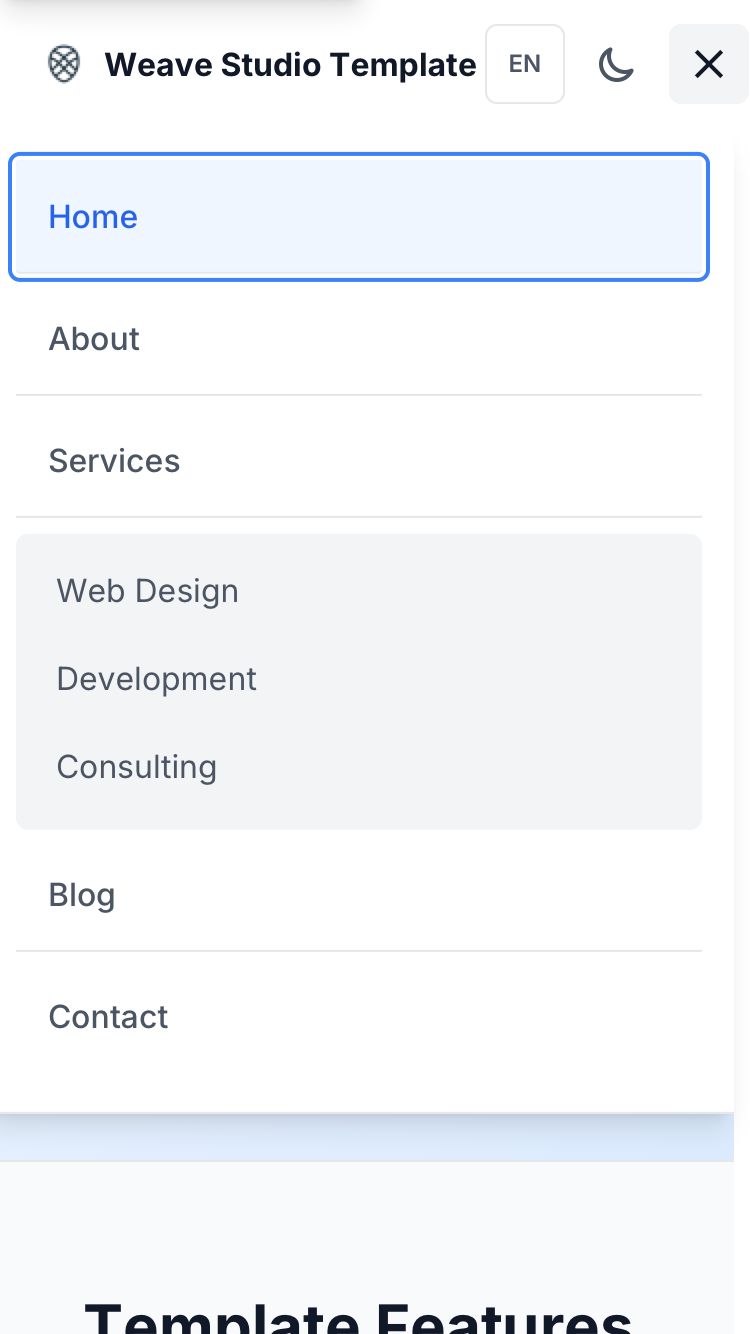 Weave Studio Template EN
Home
About
Services
Web Design
Development
Consulting
Blog
Contact
Template Features